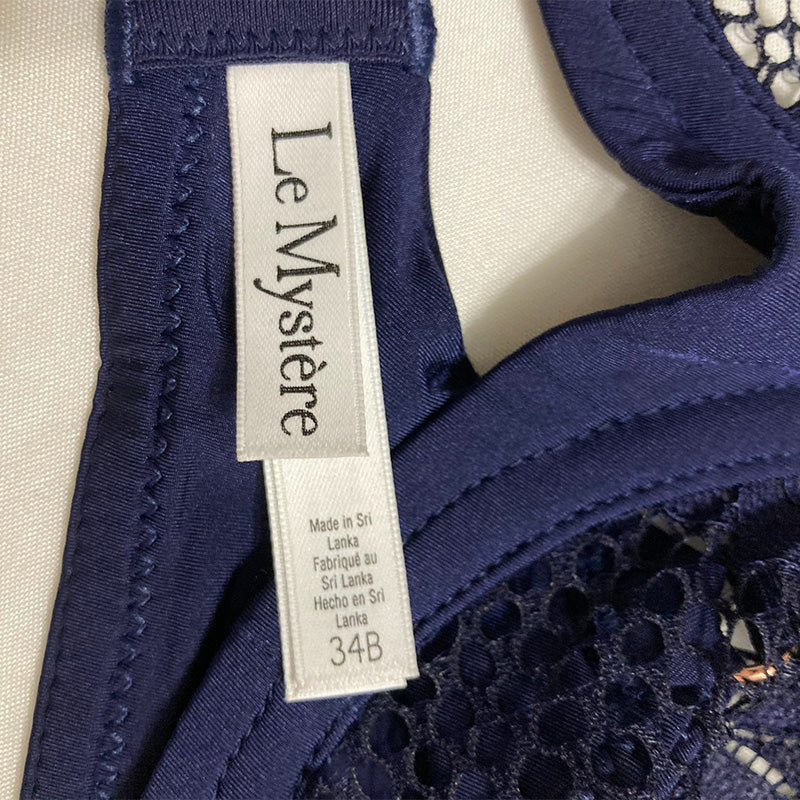 Le Mystère
Made in Sri
Lanka
Fabriqué au
Sri Lanka
Hecho en Sri
Lanka
34B